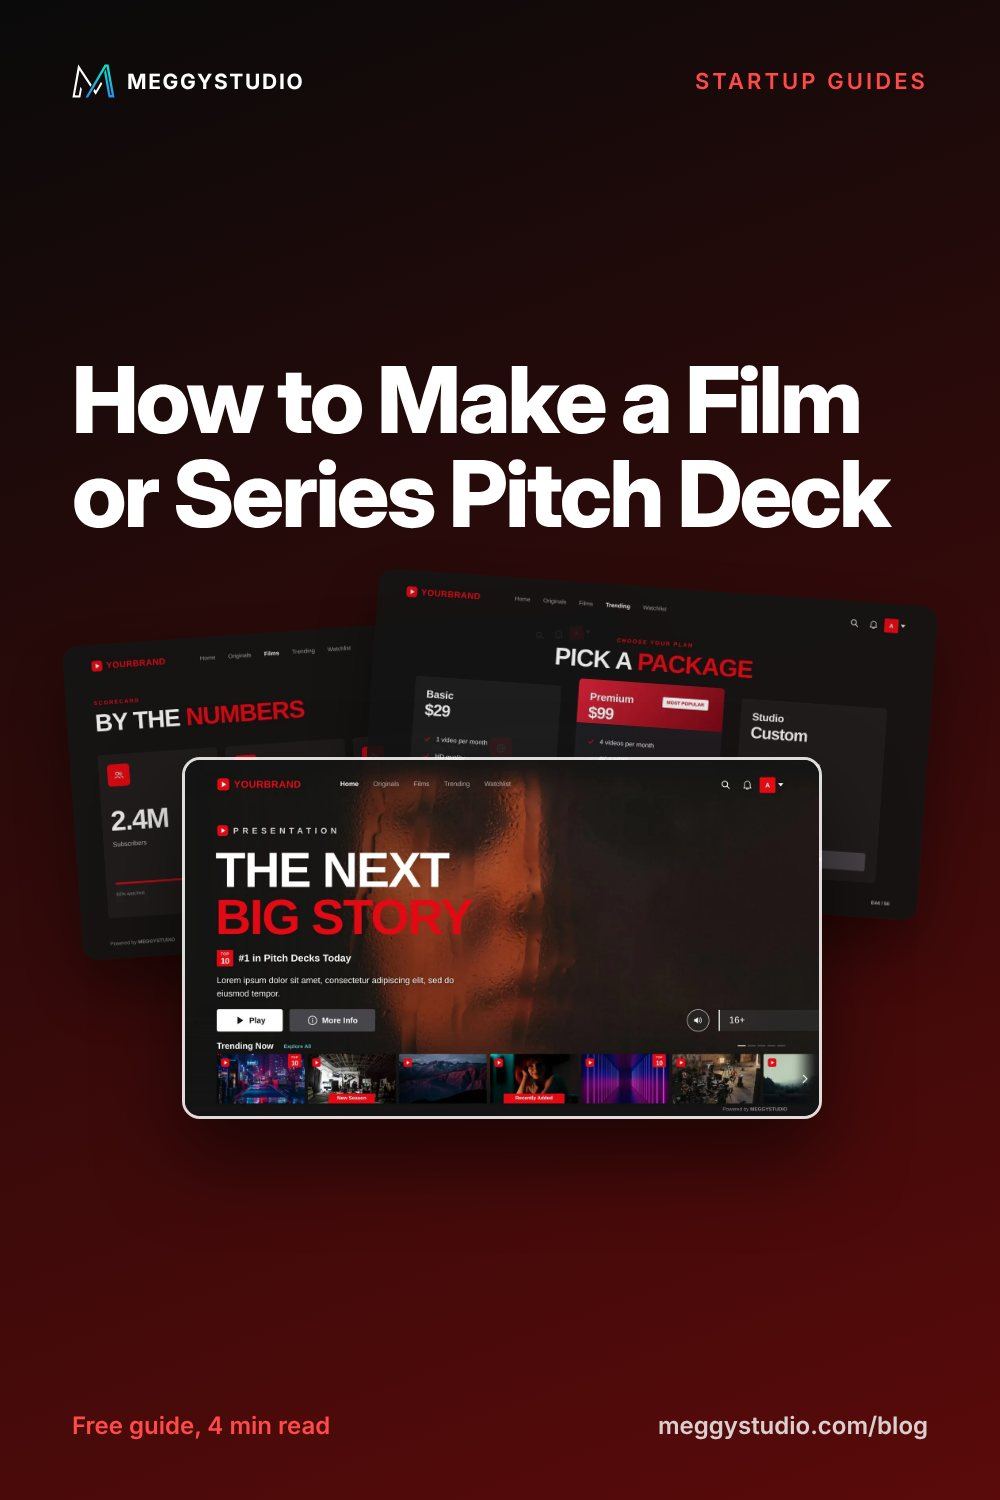 MEGGYSTUDIO
STARTUP GUIDES
How to Make a Film
or Series Pitch Deck
YOURBRAND
Home Originals Films Trending Watchlist
SCORECARD
BY THE NUMBERS
2.4M
Subscribers
Powered by MEGGYSTUDIO
YOURBRAND
Home Originals Films Trending Watchlist
A
CHOOSE YOUR PLAN
PICK A PACKAGE
Basic
$29
1 video per month
Premium
$99
MOST POPULAR
4 videos per month
Studio
Custom
YOURBRAND
Home Originals Films Trending Watchlist
A
PRESENTATION
THE NEXT
BIG STORY
TOP
10
#1 in Pitch Decks Today
Lorem ipsum dolor sit amet, consectetur adipiscing elit, sed do
eiusmod tempor.
Play
More Info
16+
Trending Now
Explore All
TOP
10
New Season
Recently Added
TOP
10
Powered by MEGGYSTUDIO
Free guide, 4 min read
meggystudio.com/blog